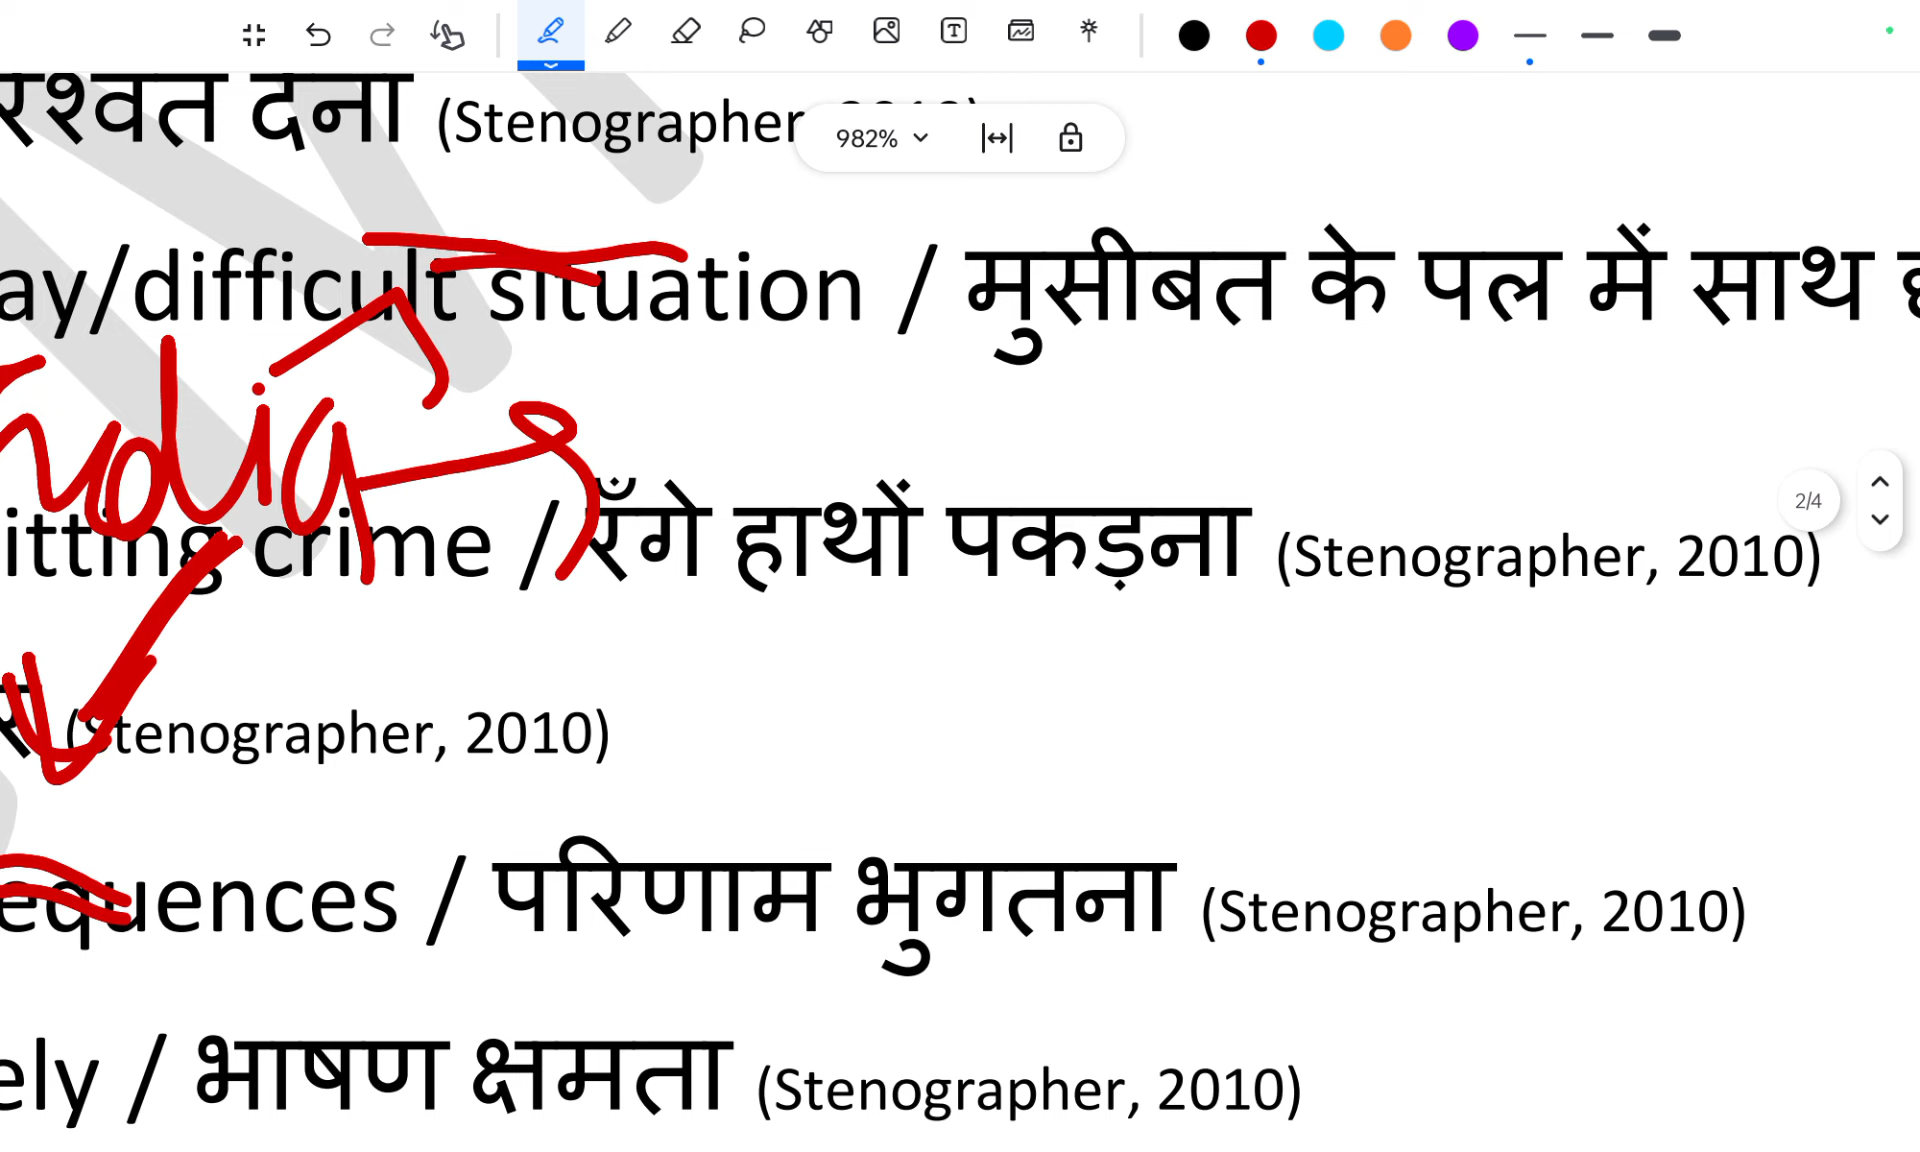 982%
रिश्वत देना (Stenographer, 2010)
ay/difficult situation / मुसीबत के पल में साथ
India
itting crime / रँगे हाथों पकड़ना (Stenographer, 2010)
2/4
(Stenographer, 2010)
equences / परिणाम भुगतना (Stenographer, 2010)
ely / भाषण क्षमता (Stenographer, 2010)